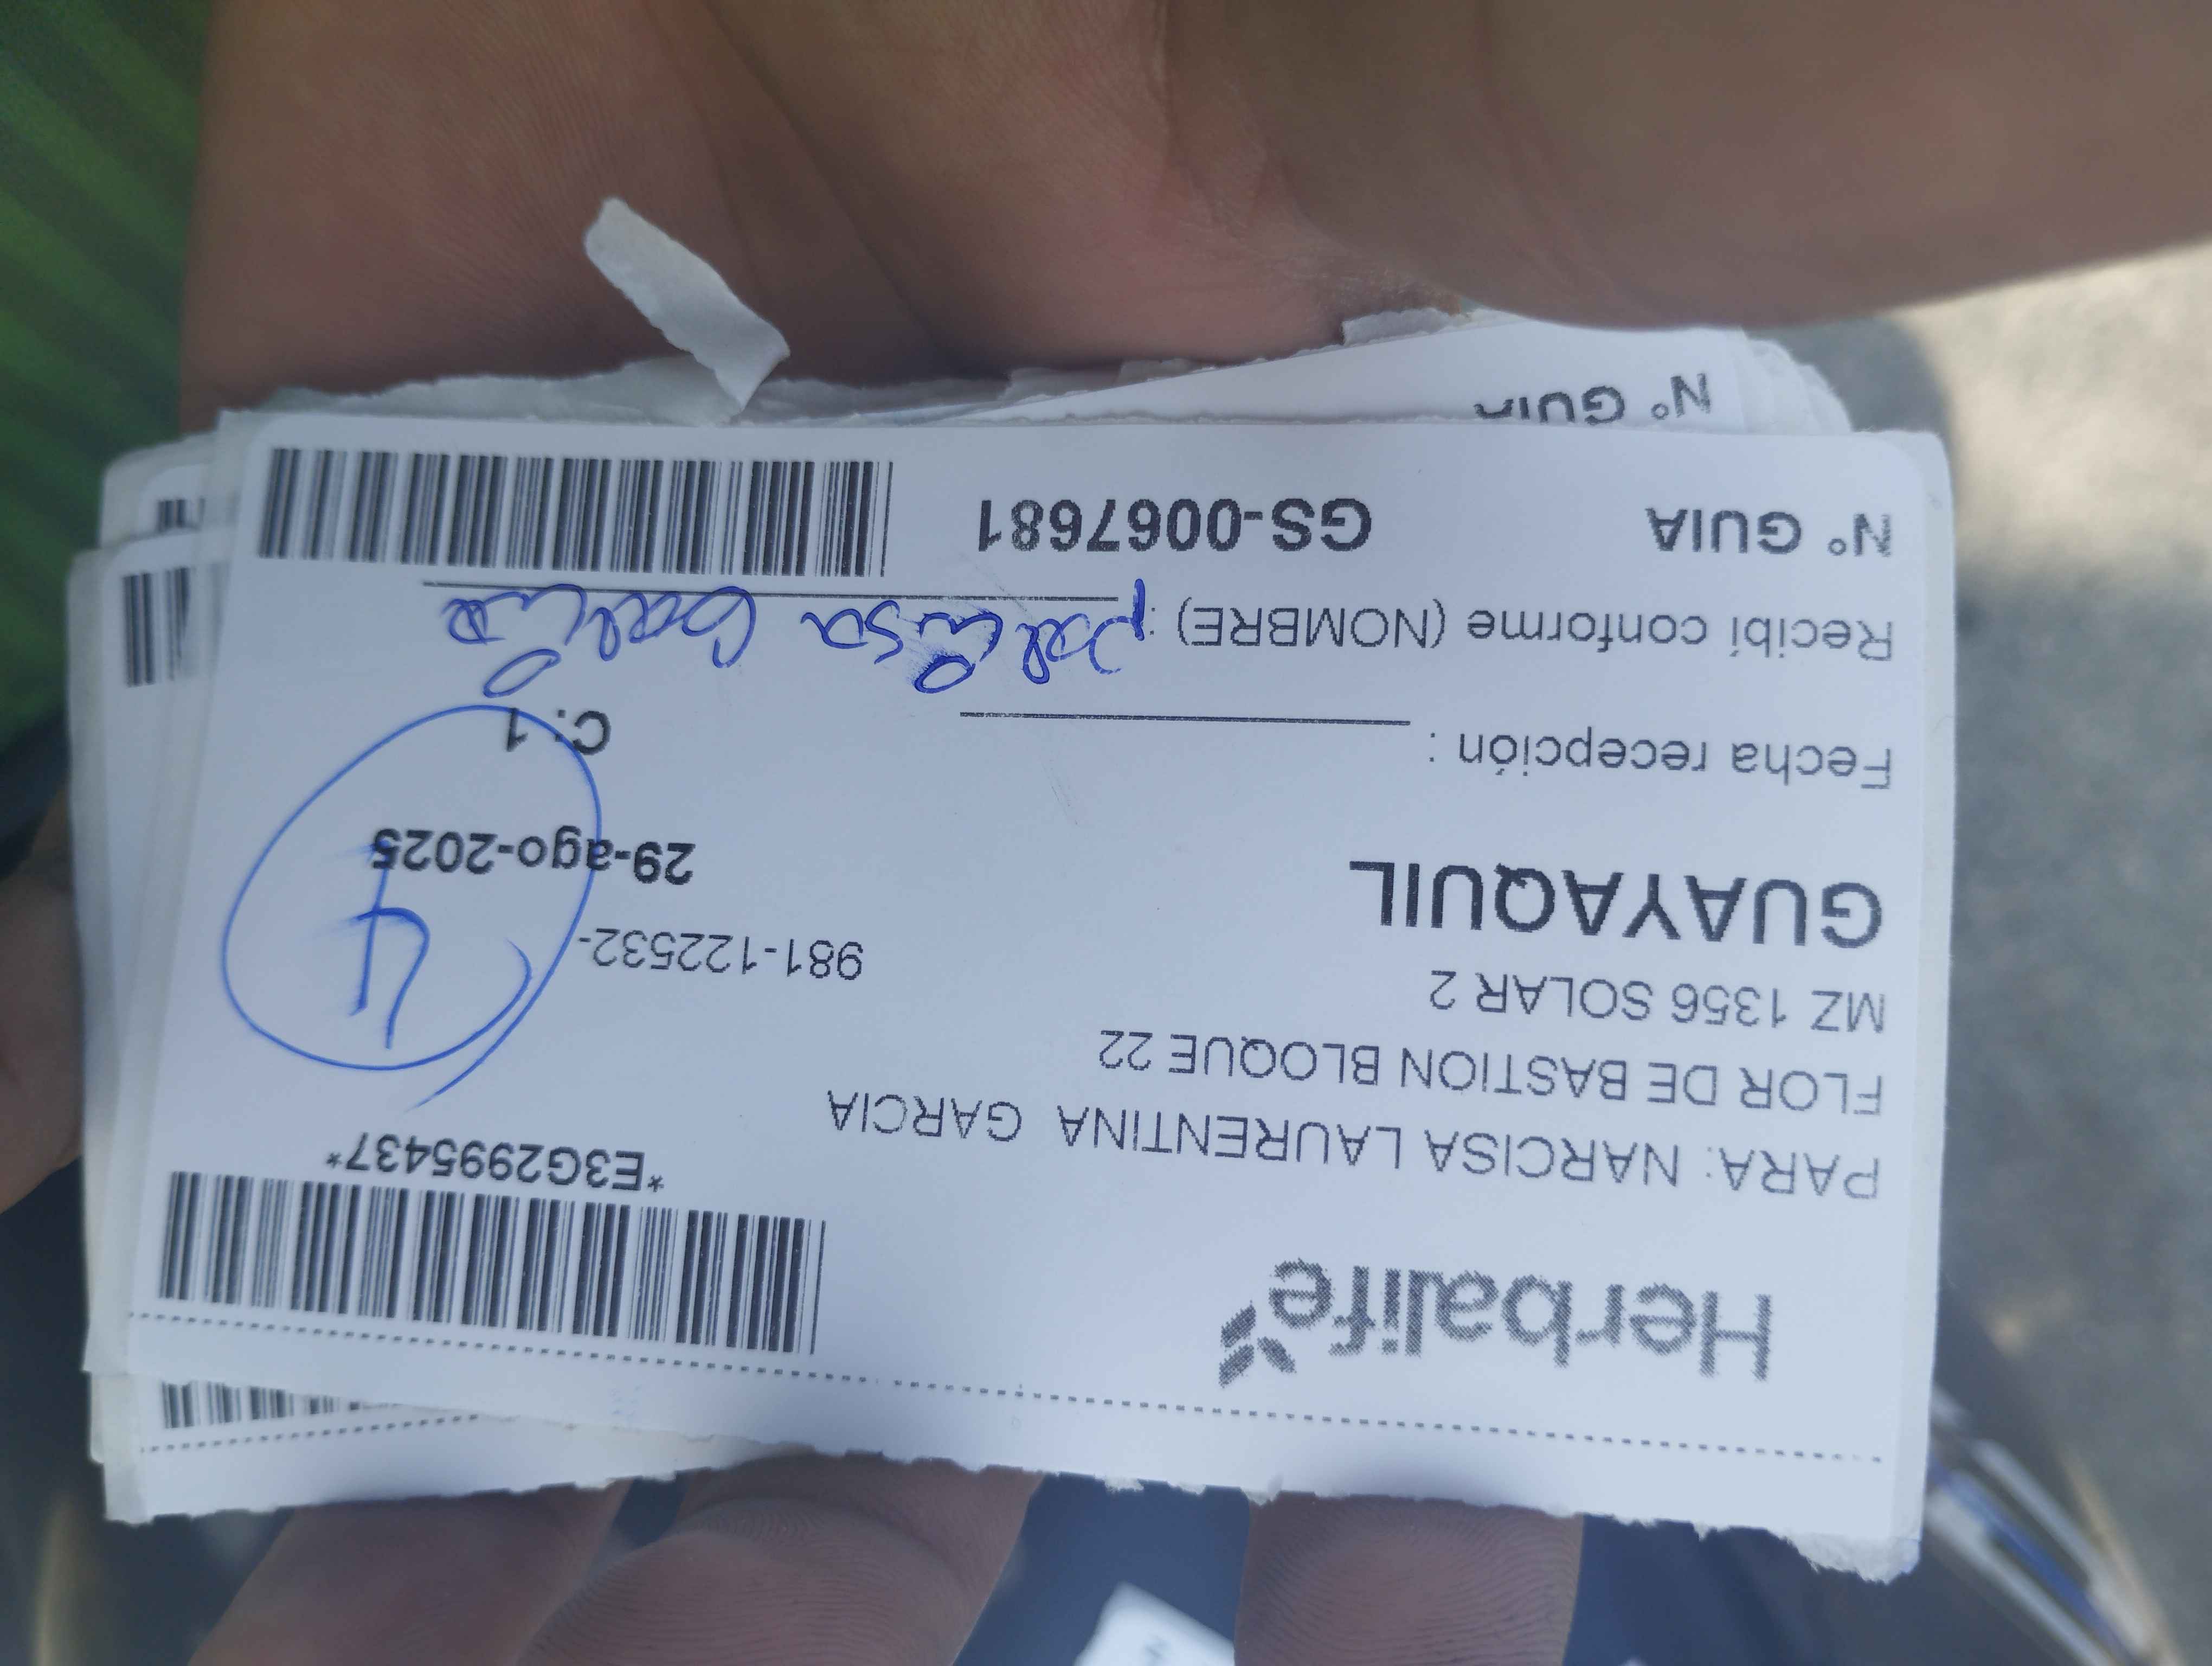 Herbalife
*E3G2995437*
PARA: NARCISA LAURENTINA GARCIA
FLOR DE BASTION BLOQUE 22
MZ 1356 SOLAR 2
981-122532-
4
GUAYAQUIL
29-ago-2025
Fecha recepción :
C: 1
Recibí conforme (NOMBRE) : García
N° GUIA GS-0067681
N° GUIA